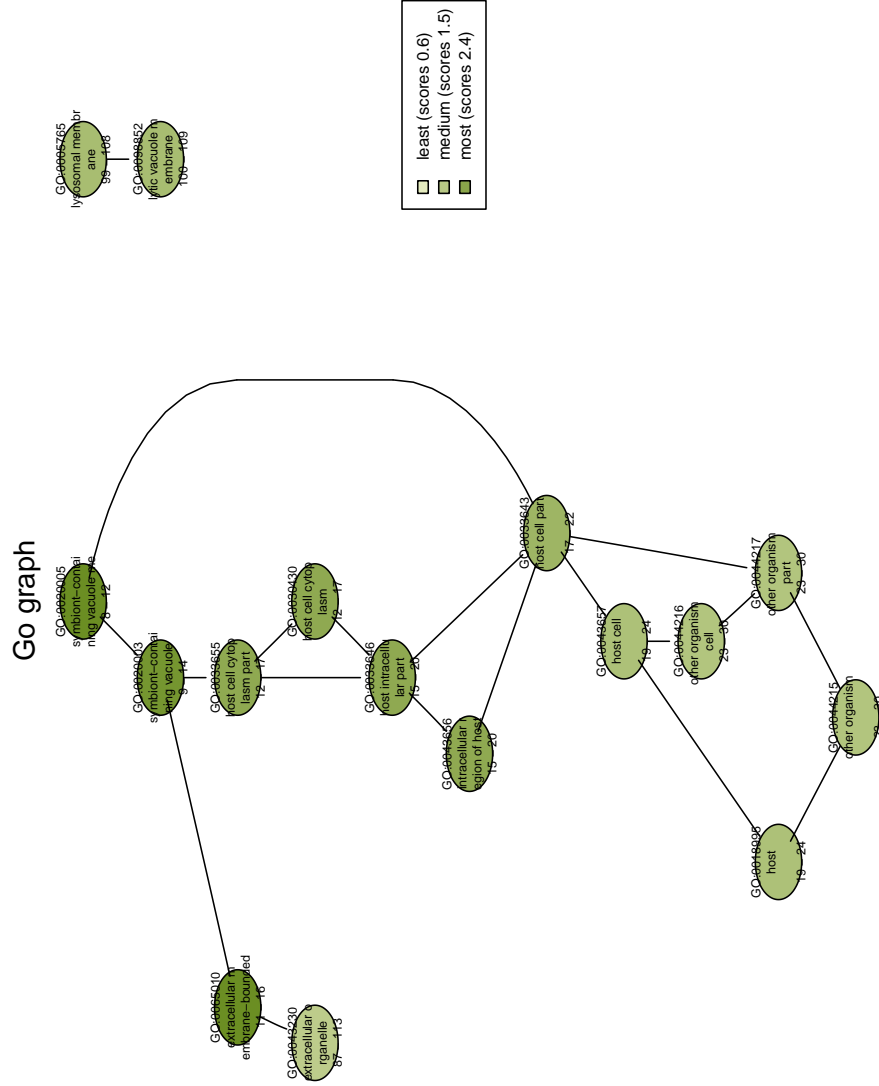 Go graph
GO:0005765
lysosomal membr
ane
99 108
GO:0098852
lytic vacuole m
embrane
100 109
least (scores 0.6)
medium (scores 1.5)
most (scores 2.4)
GO:0020005
symbiont−contai
ning vacuole me
8 12
GO:0020003
symbiont−contai
ning vacuole
9 14
GO:0033655
host cell cytop
lasm part
12 17
GO:0030430
host cell cytop
lasm
12 17
GO:0033646
host intracellu
lar part
15 20
GO:0043656
intracellular r
egion of host
15 20
GO:0033643
host cell part
17 22
GO:0043657
host cell
19 24
GO:0044216
other organism
cell
23 30
GO:0044217
other organism
part
23 30
GO:0018995
host
19 24
GO:0044215
other organism
GO:0065010
extracellular m
embrane−bounded
11 16
GO:0043230
extracellular o
rganelle
87 113